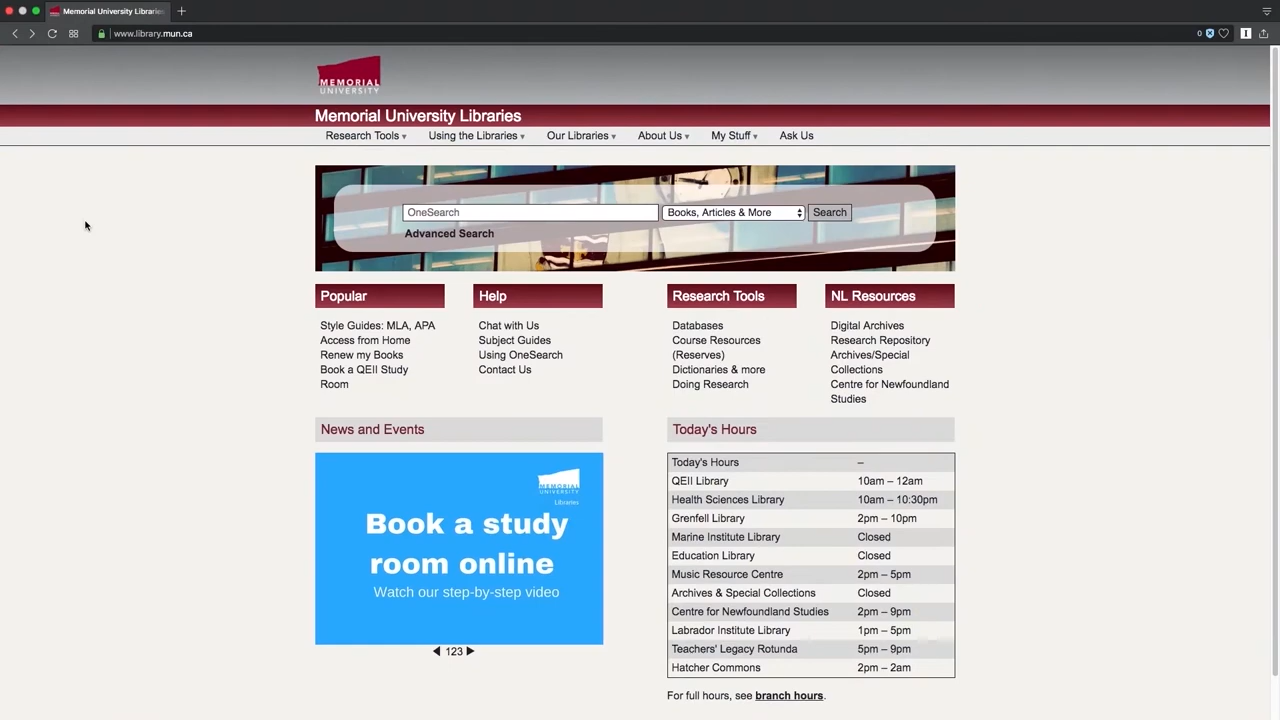 Memorial University Libraries
www.library.mun.ca
0
MEMORIAL
UNIVERSITY
Memorial University Libraries
Research Tools
Using the Libraries
Our Libraries
About Us
My Stuff
Ask Us
OneSearch
Books, Articles & More
Search
Advanced Search
Popular
Style Guides: MLA, APA
Access from Home
Renew my Books
Book a QEII Study
Room
Help
Chat with Us
Subject Guides
Using OneSearch
Contact Us
Research Tools
Databases
Course Resources
(Reserves)
Dictionaries & more
Doing Research
NL Resources
Digital Archives
Research Repository
Archives/Special
Collections
Centre for Newfoundland
Studies
News and Events
MEMORIAL
UNIVERSITY
Libraries
Book a study
room online
Watch our step-by-step video
123
Today's Hours
Today's Hours –
QEII Library 10am – 12am
Health Sciences Library 10am – 10:30pm
Grenfell Library 2pm – 10pm
Marine Institute Library Closed
Education Library Closed
Music Resource Centre 2pm – 5pm
Archives & Special Collections Closed
Centre for Newfoundland Studies 2pm – 9pm
Labrador Institute Library 1pm – 5pm
Teachers' Legacy Rotunda 5pm – 9pm
Hatcher Commons 2pm – 2am
For full hours, see branch hours.